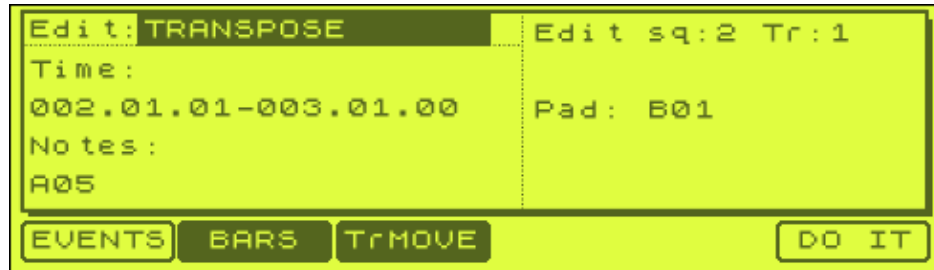 Edit:TRANSPOSE
Edit sq:2 Tr:1
Time:
002.01.01-003.01.00
Pad: B01
Notes:
A05
EVENTS BARS TrMOVE DO IT